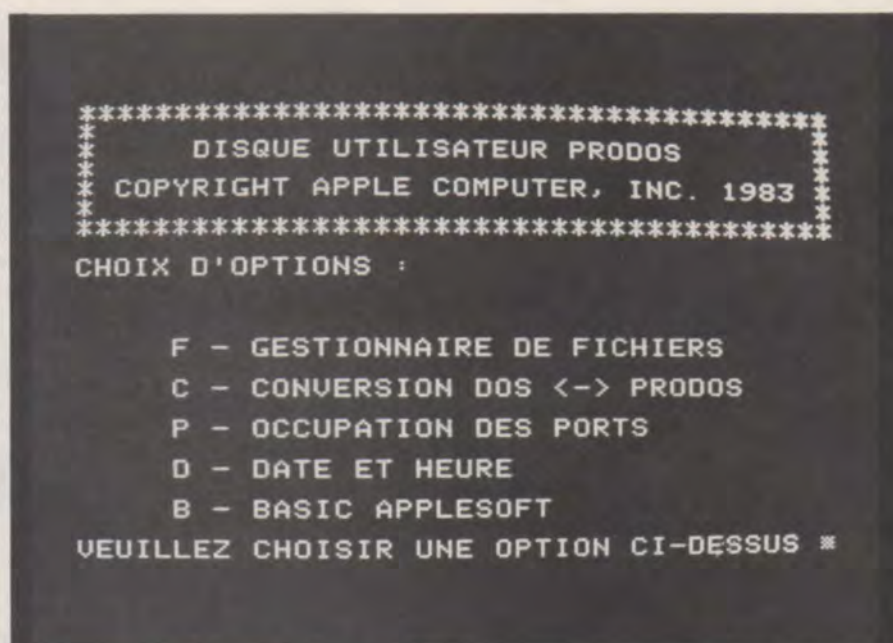 ****************************************
* DISQUE UTILISATEUR PRODOS *
* COPYRIGHT APPLE COMPUTER, INC. 1983 *
****************************************
CHOIX D'OPTIONS :
F - GESTIONNAIRE DE FICHIERS
C - CONVERSION DOS <-> PRODOS
P - OCCUPATION DES PORTS
D - DATE ET HEURE
B - BASIC APPLESOFT
VEUILLEZ CHOISIR UNE OPTION CI-DESSUS